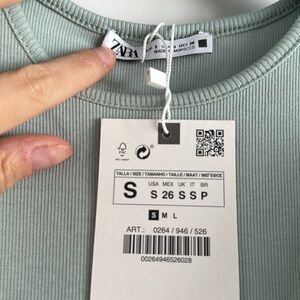 ZARA
MADE IN MOROCCO
FSC
TALLA / SIZE / TAMANHO / TAILLE / MAAT / ΜΕΓΕΘΟΣ
S
USA MEX UK IT BR
S 26 S S P
S M L
ART.: 0264 / 946 / 526
00264946526028